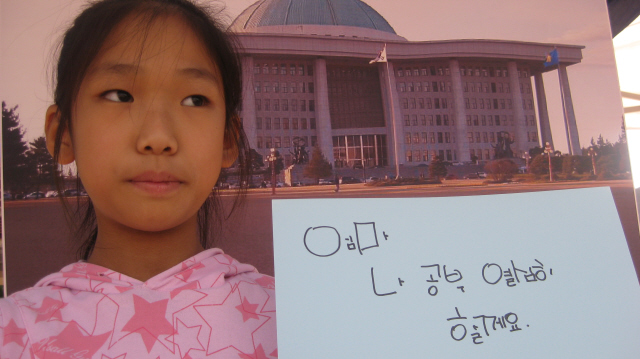 엄마
나 공부 열심히
할게요.